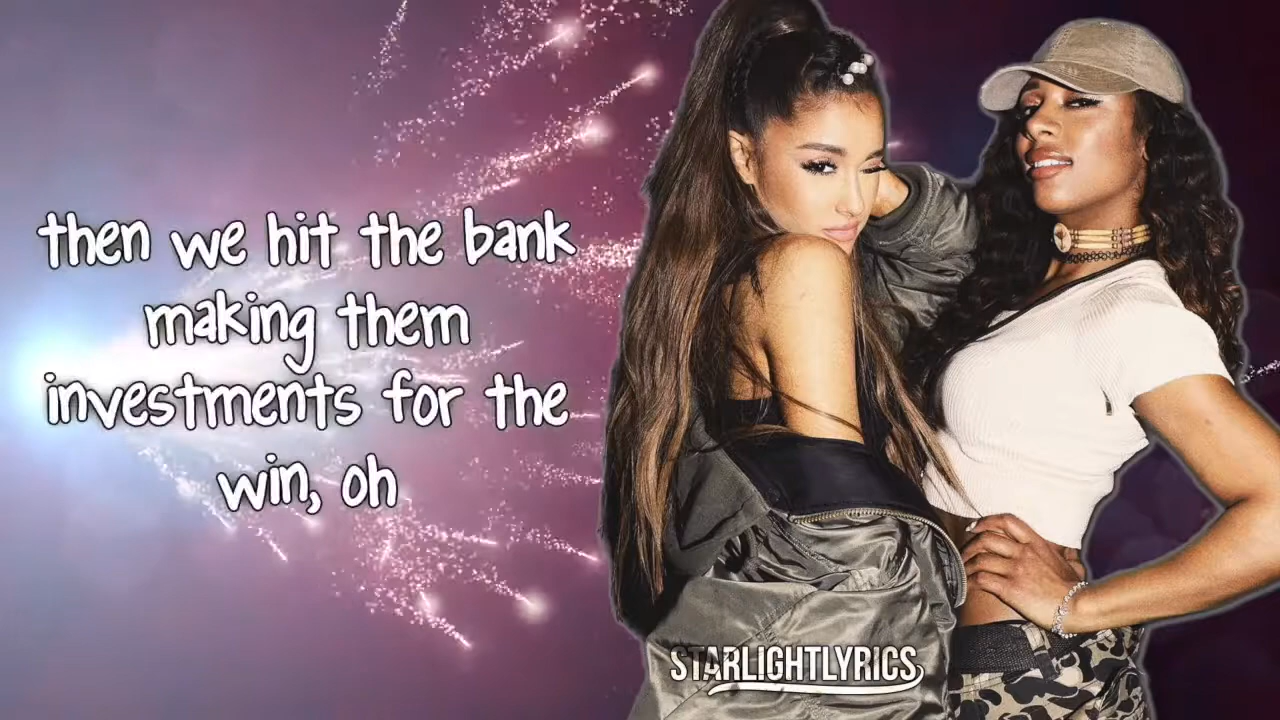 then we hit the bank
making them
investments for the
win, oh
STARLIGHTLYRICS